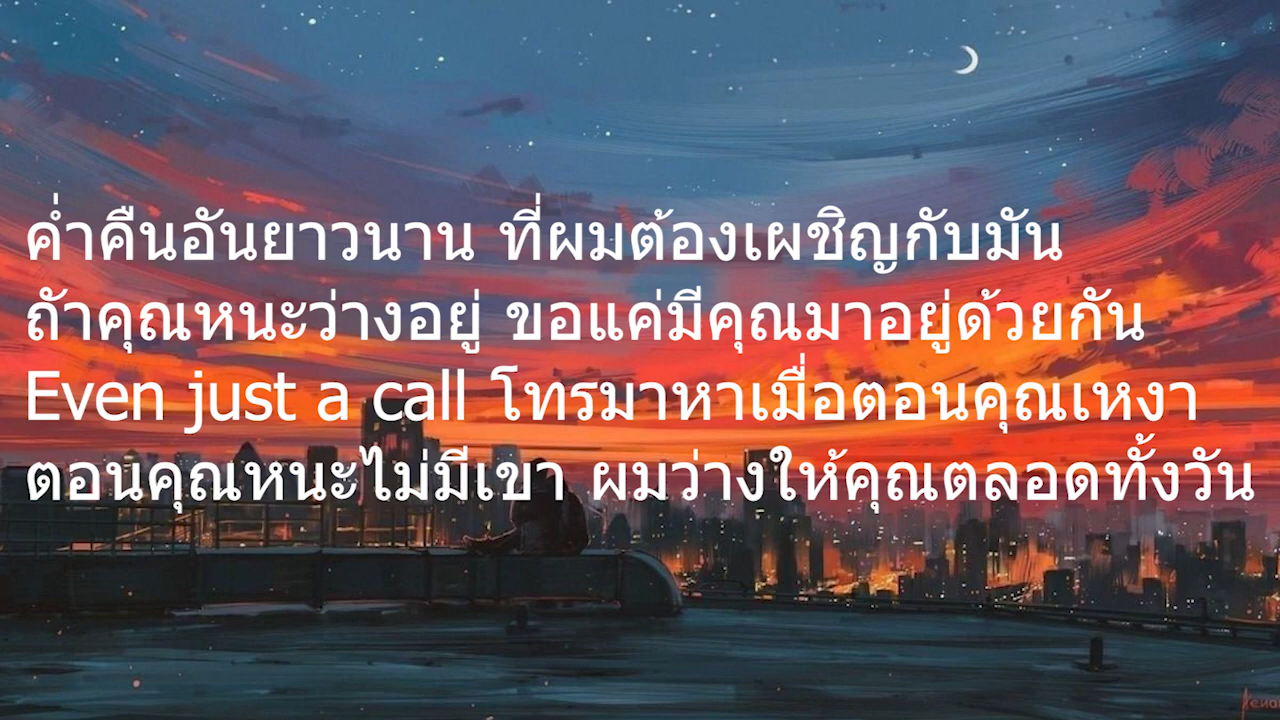 ค่ำคืนอันยาวนาน ที่ผมต้องเผชิญกับมัน
ถ้าคุณหนะว่างอยู่ ขอแค่มีคุณมาอยู่ด้วยกัน
Even just a call โทรมาหาเมื่อตอนคุณเหงา
ตอนคุณหนะไม่มีเขา ผมว่างให้คุณตลอดทั้งวัน